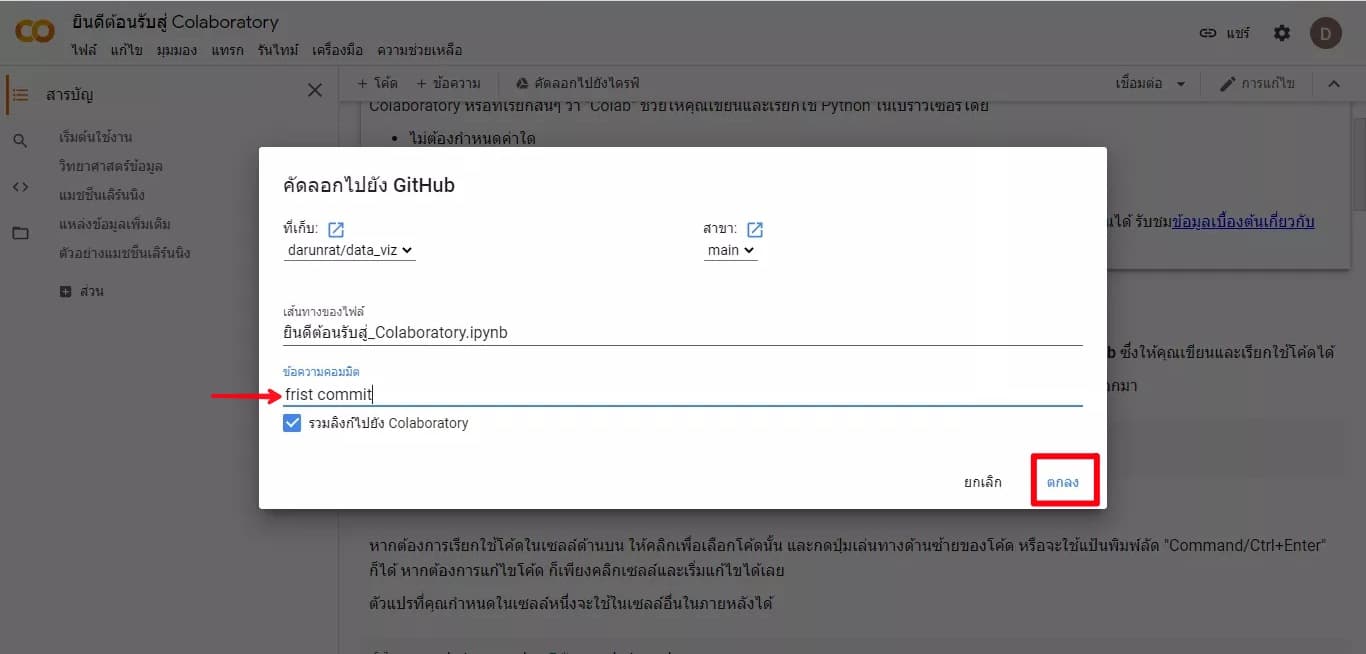 ยินดีต้อนรับสู่ Colaboratory
ไฟล์ แก้ไข มุมมอง แทรก รันไทม์ เครื่องมือ ความช่วยเหลือ
แชร์
D
สารบัญ
เริ่มต้นใช้งาน
วิทยาศาสตร์ข้อมูล
แมชชีนเลิร์นนิง
แหล่งข้อมูลเพิ่มเติม
ตัวอย่างแมชชีนเลิร์นนิง
ส่วน
+ โค้ด + ข้อความ คัดลอกไปยังไดรฟ์
เชื่อมต่อ การแก้ไข
Colaboratory หรือที่เรียกสั้นๆ ว่า "Colab" ช่วยให้คุณเขียนและเรียกใช้ Python ในเบราว์เซอร์ได้โดย
• ไม่ต้องกำหนดค่าใด
คัดลอกไปยัง GitHub
ที่เก็บ:
darunrat/data_viz
สาขา:
main
เส้นทางของไฟล์
ยินดีต้อนรับสู่_Colaboratory.ipynb
ข้อความคอมมิต
frist commit
รวมลิงก์ไปยัง Colaboratory
ยกเลิก ตกลง
ได้ รับชมข้อมูลเบื้องต้นเกี่ยวกับ
b ซึ่งให้คุณเขียนและเรียกใช้โค้ดได้
กมา
หากต้องการเรียกใช้โค้ดในเซลล์ด้านบน ให้คลิกเพื่อเลือกโค้ดนั้น และกดปุ่มเล่นทางด้านซ้ายของโค้ด หรือจะใช้แป้นพิมพ์ลัด "Command/Ctrl+Enter"
ก็ได้ หากต้องการแก้ไขโค้ด ก็เพียงคลิกเซลล์และเริ่มแก้ไขได้เลย
ตัวแปรที่คุณกำหนดในเซลล์หนึ่งจะใช้ในเซลล์อื่นในภายหลังได้